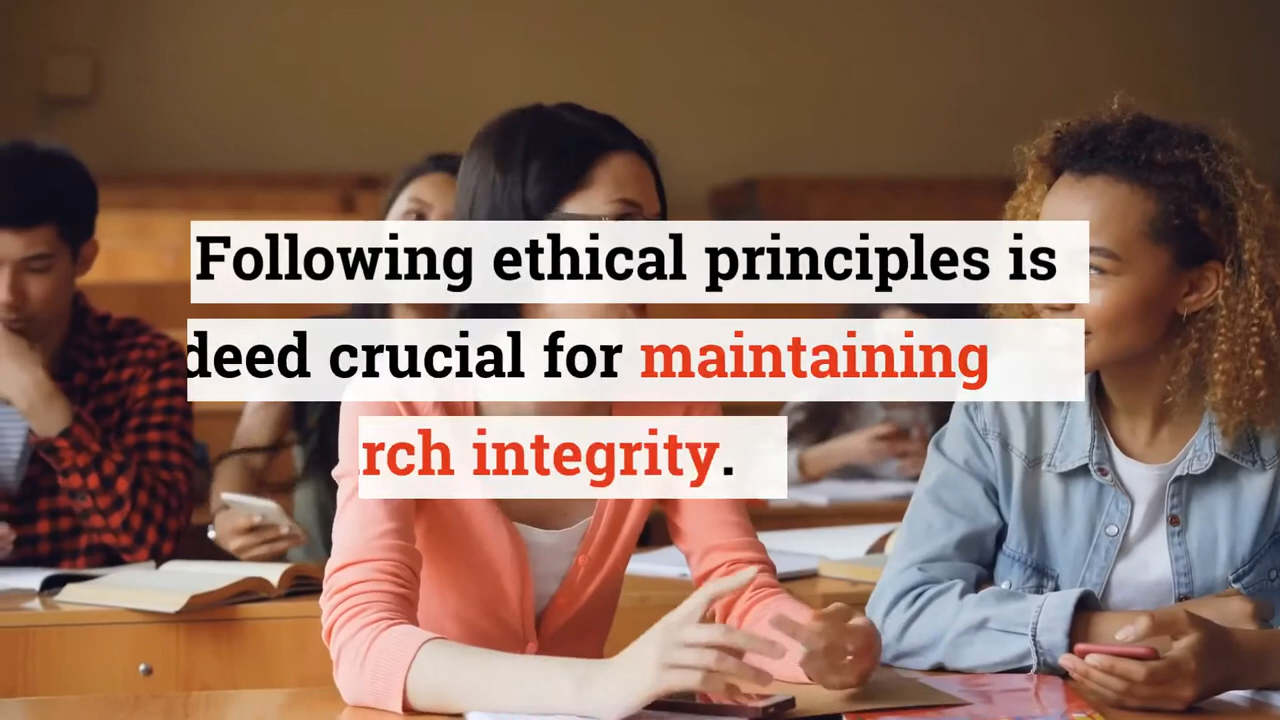 Following ethical principles is
deed crucial for maintaining
rch integrity.